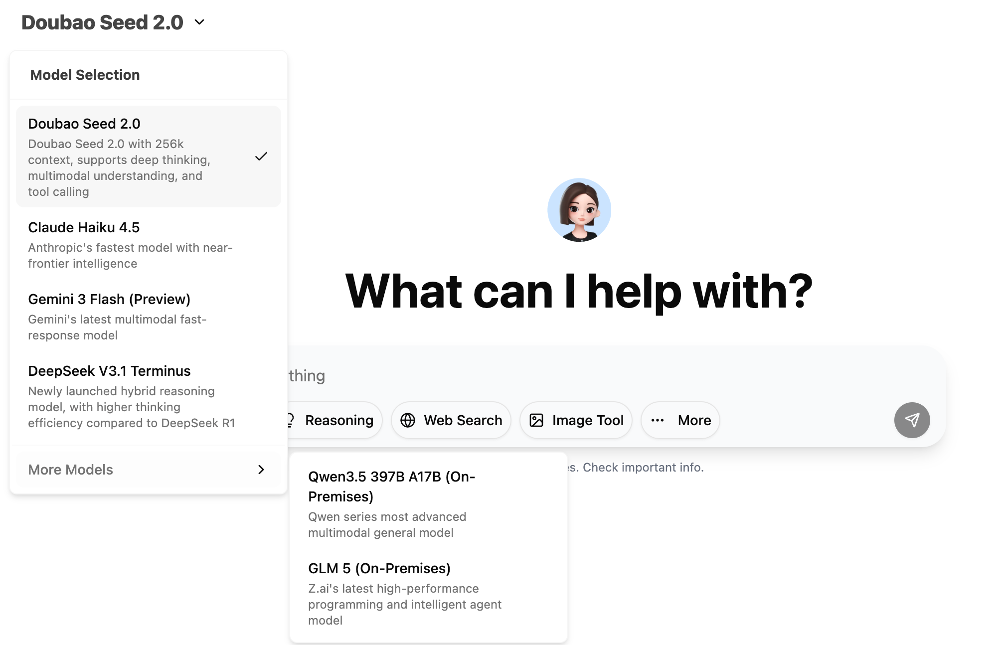 Doubao Seed 2.0
Model Selection
Doubao Seed 2.0
Doubao Seed 2.0 with 256k
context, supports deep thinking,
multimodal understanding, and
tool calling
Claude Haiku 4.5
Anthropic's fastest model with near-
frontier intelligence
Gemini 3 Flash (Preview)
Gemini's latest multimodal fast-
response model
DeepSeek V3.1 Terminus
Newly launched hybrid reasoning
model, with higher thinking
efficiency compared to DeepSeek R1
More Models
What can I help with?
thing
Reasoning
Web Search
Image Tool
More
s. Check important info.
Qwen3.5 397B A17B (On-
Premises)
Qwen series most advanced
multimodal general model
GLM 5 (On-Premises)
Z.ai's latest high-performance
programming and intelligent agent
model